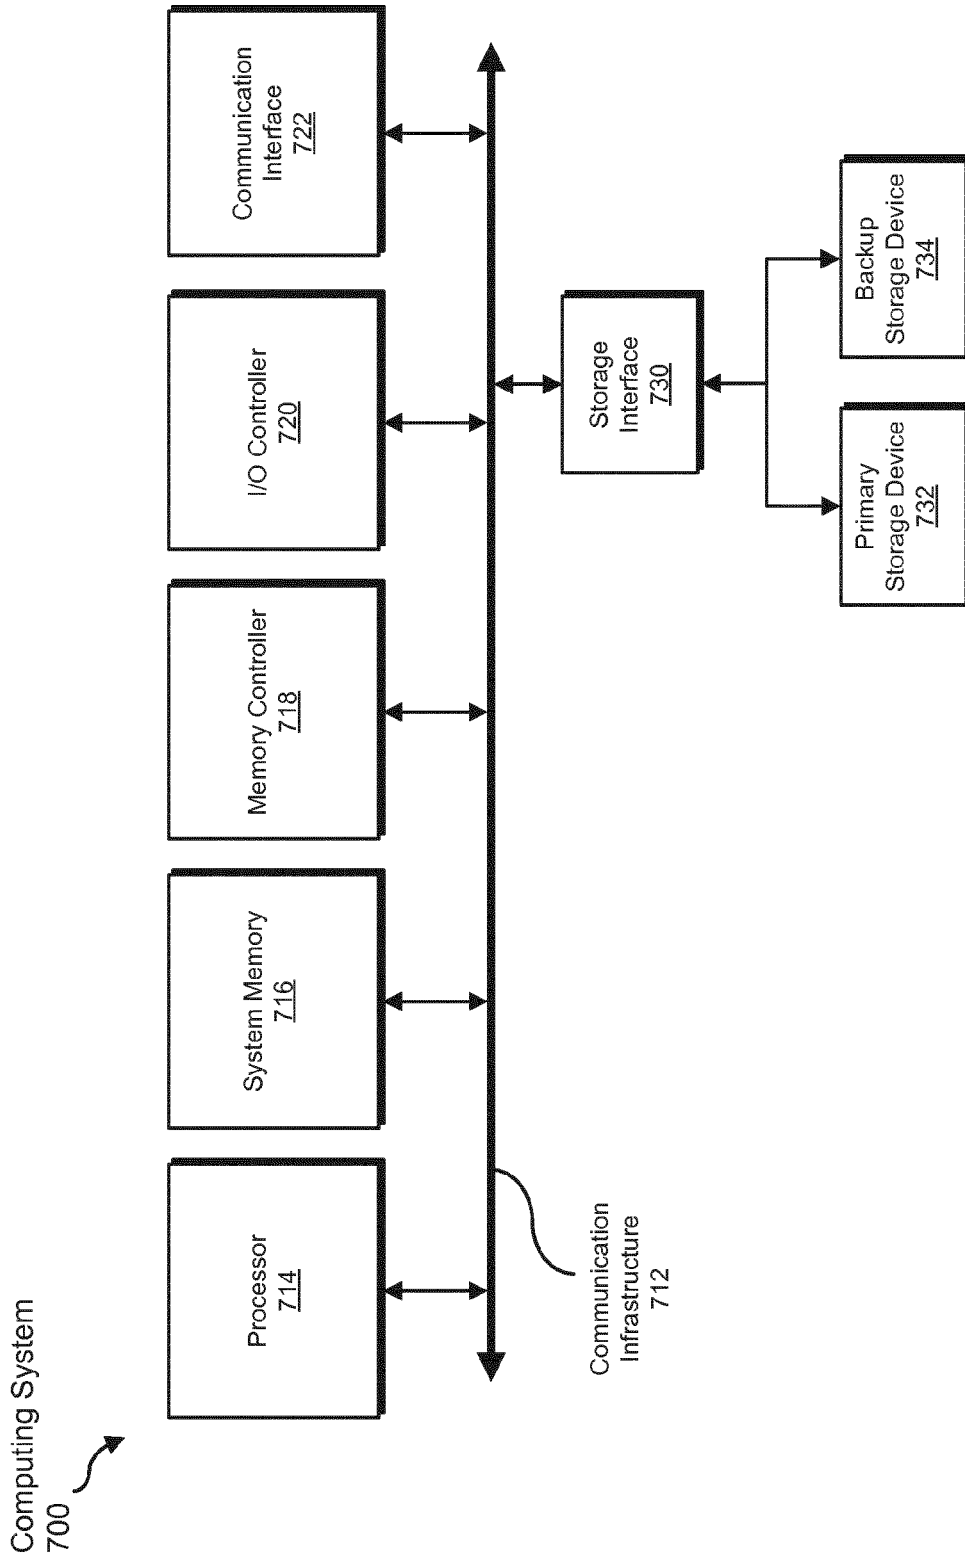 Computing System
700
Processor
714
System Memory
716
Memory Controller
718
I/O Controller
720
Communication
Interface
722
Communication
Infrastructure
712
Storage
Interface
730
Primary
Storage Device
732
Backup
Storage Device
734